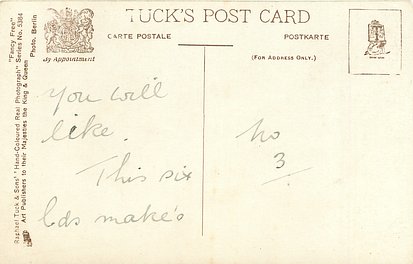 TUCK'S POST CARD
CARTE POSTALE
POSTKARTE
(FOR ADDRESS ONLY.)
By Appointment
"Fancy Free"
Photo. Berlin
Raphael Tuck & Sons' "Hand-Coloured Real Photograph" Series No. 5384
Art Publishers to their Majesties the King & Queen
You will
like.
This six
makes
No
3